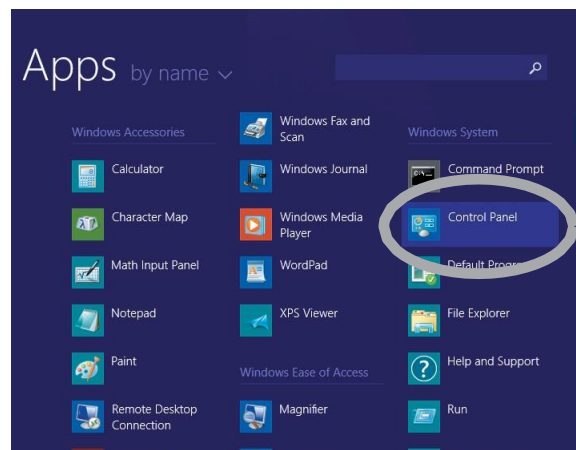 Apps by name
Windows Accessories
Calculator
Character Map
Math Input Panel
Notepad
Paint
Remote Desktop
Connection
Windows Fax and
Scan
Windows Journal
Windows Media
Player
WordPad
XPS Viewer
Windows Ease of Access
Magnifier
Windows System
Command Prompt
Control Panel
Default
File Explorer
Help and Support
Run